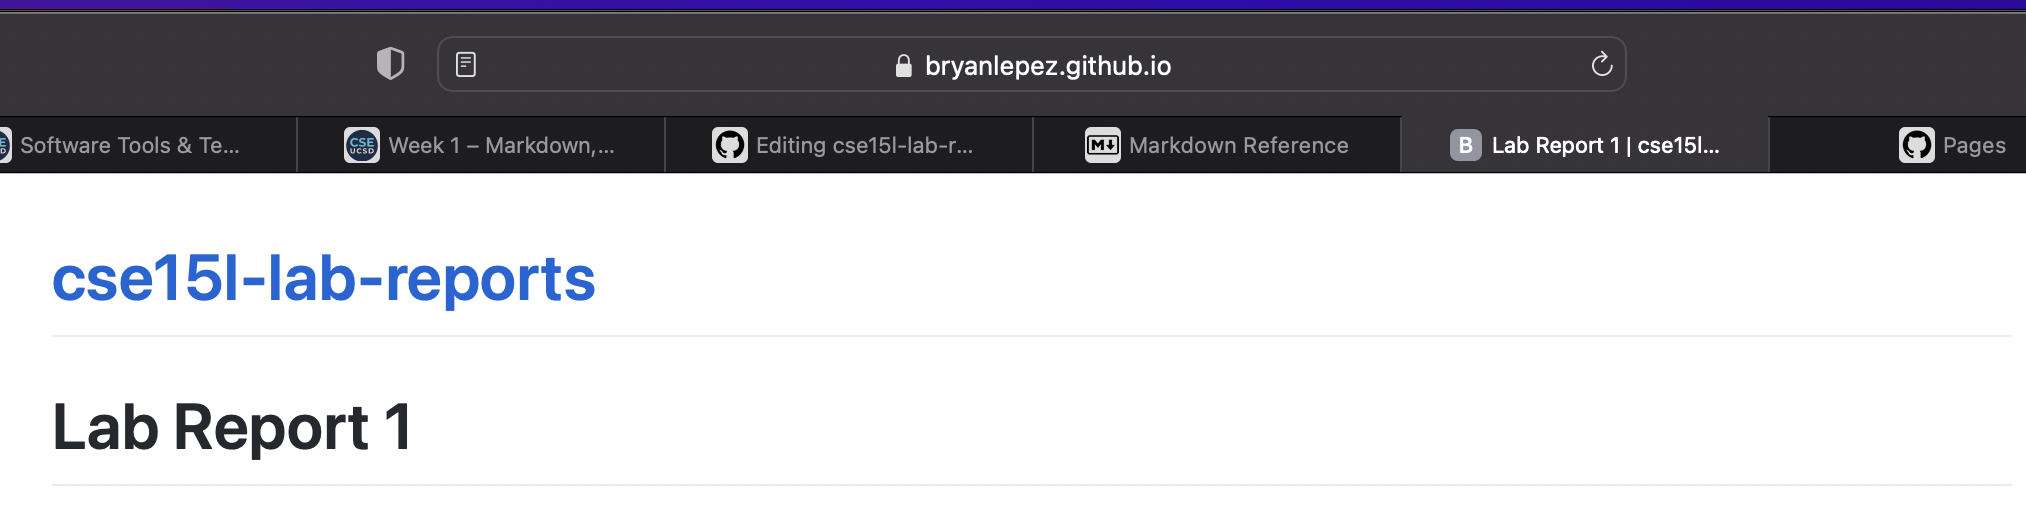 bryanlepez.github.io
Software Tools & Te...
CSE UCSD
Week 1 – Markdown,...
Editing cse15l-lab-r...
M
Markdown Reference
B
Lab Report 1 | cse15l...
Pages
cse15l-lab-reports
Lab Report 1